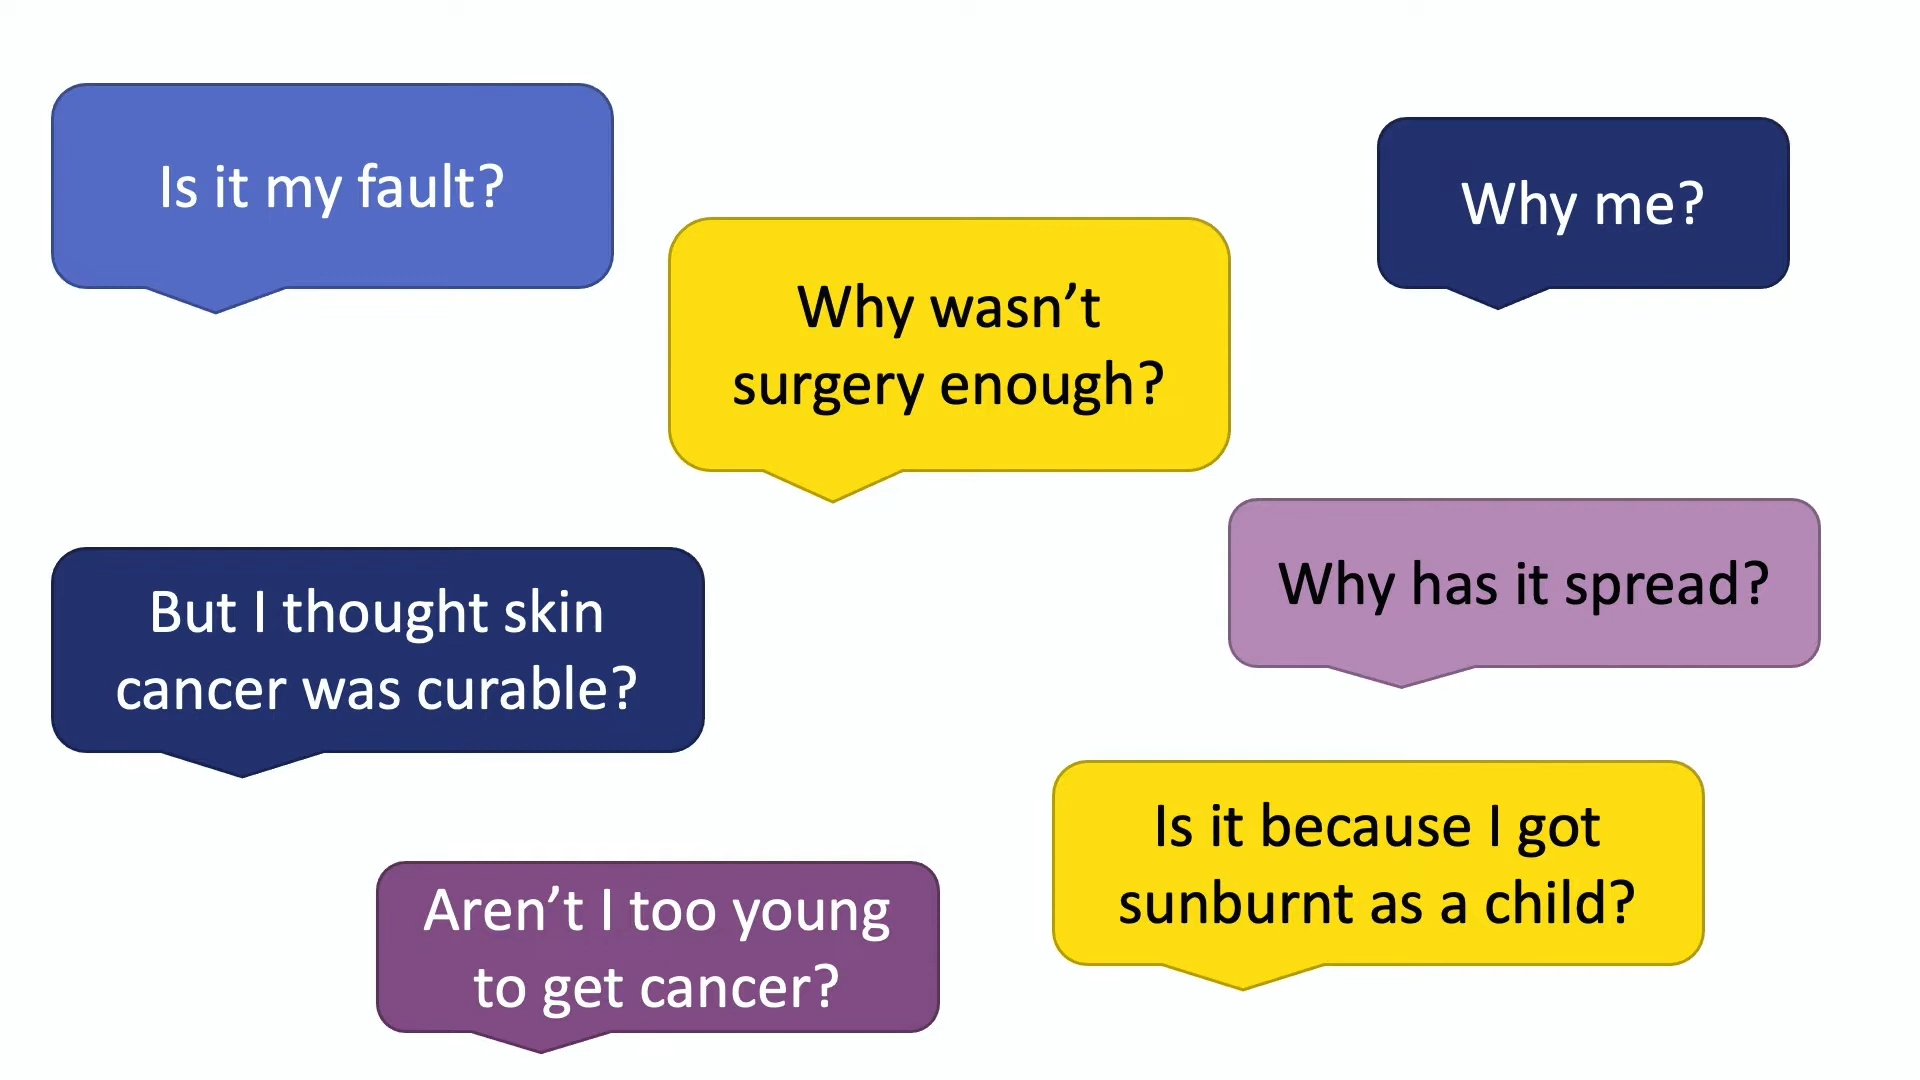 Is it my fault?
Why me?
Why wasn’t
surgery enough?
Why has it spread?
But I thought skin
cancer was curable?
Is it because I got
sunburnt as a child?
Aren’t I too young
to get cancer?